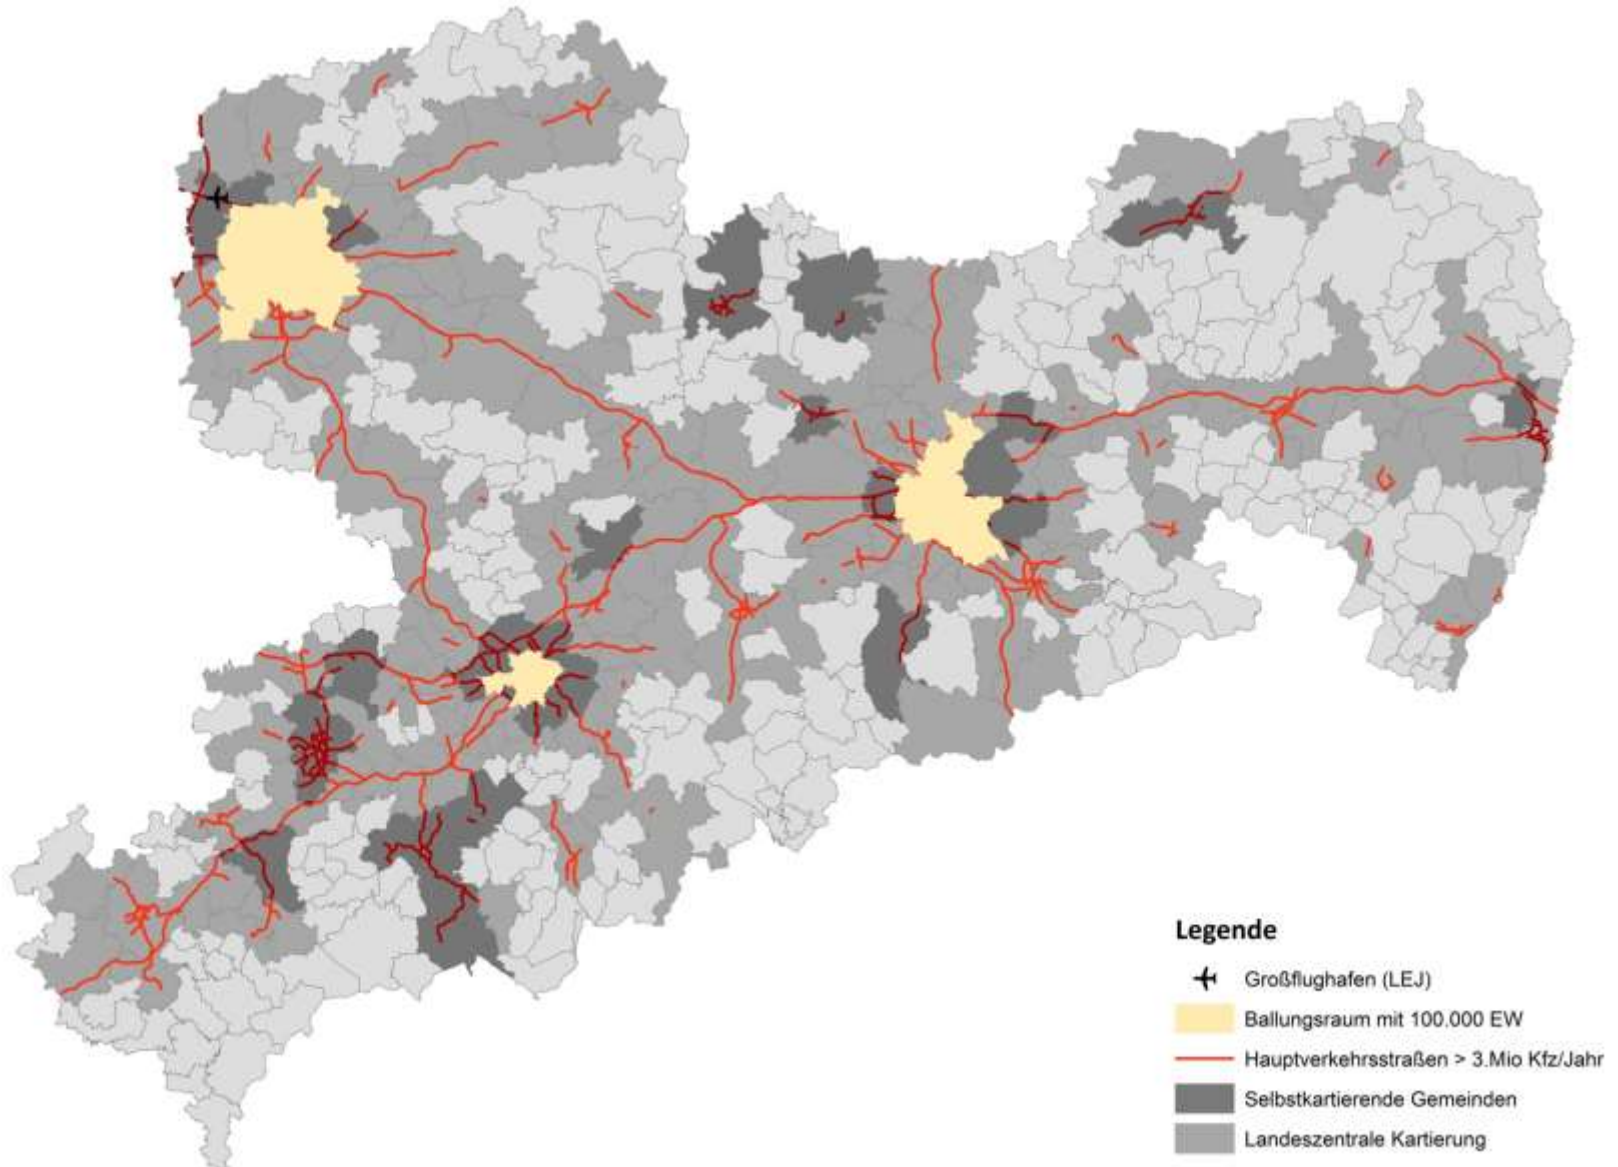 Legende
Großflughafen (LEJ)
Ballungsraum mit 100.000 EW
Hauptverkehrsstraßen > 3.Mio Kfz/Jahr
Selbstkartierende Gemeinden
Landeszentrale Kartierung